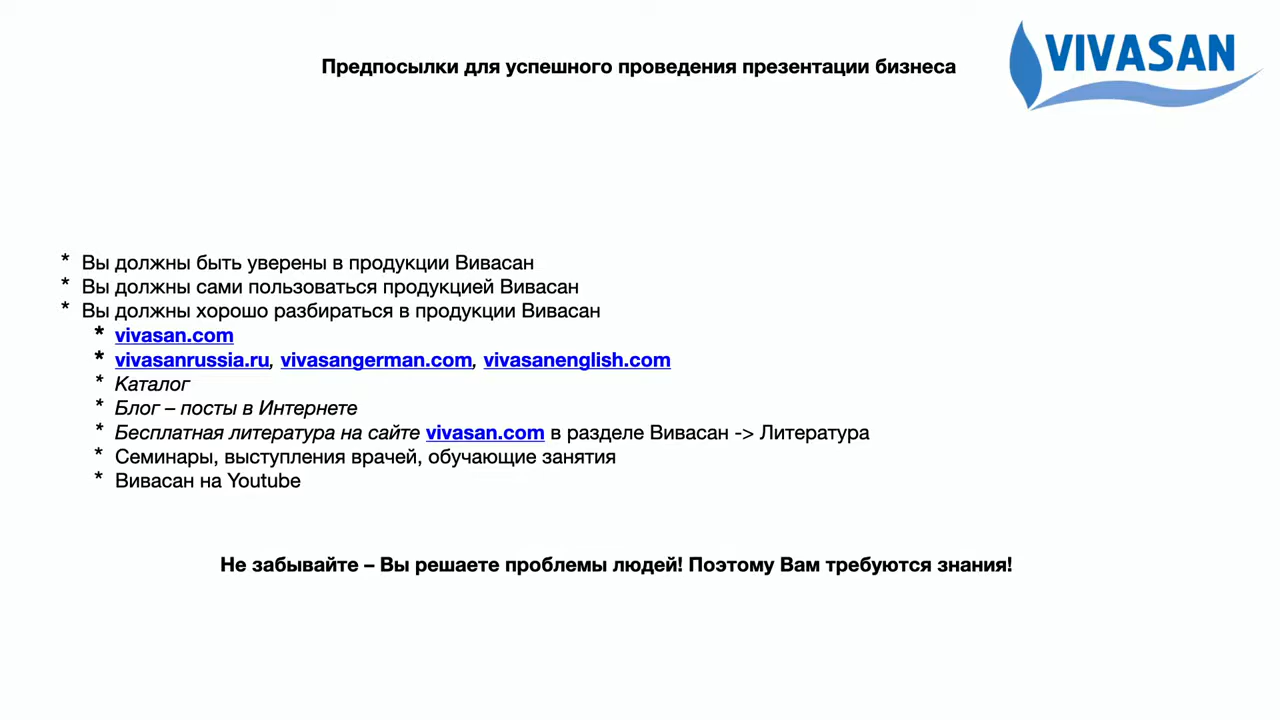 VIVASAN
Предпосылки для успешного проведения презентации бизнеса
* Вы должны быть уверены в продукции Вивасан
* Вы должны сами пользоваться продукцией Вивасан
* Вы должны хорошо разбираться в продукции Вивасан
* vivasan.com
* vivasanrussia.ru, vivasangerman.com, vivasanenglish.com
* Каталог
* Блог – посты в Интернете
* Бесплатная литература на сайте vivasan.com в разделе Вивасан -> Литература
* Семинары, выступления врачей, обучающие занятия
* Вивасан на Youtube
Не забывайте – Вы решаете проблемы людей! Поэтому Вам требуются знания!